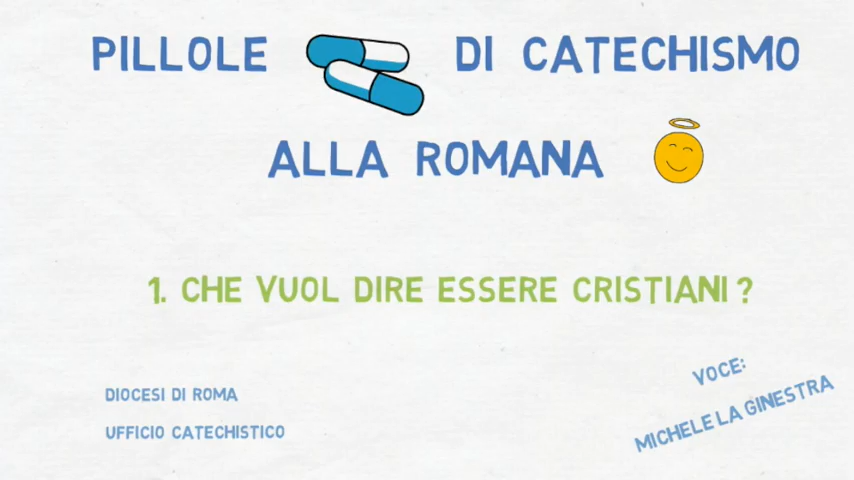 PILLOLE DI CATECHISMO
ALLA ROMANA
1. CHE VUOL DIRE ESSERE CRISTIANI ?
DIOCESI DI ROMA
UFFICIO CATECHISTICO
VOCE:
MICHELE LA GINESTRA